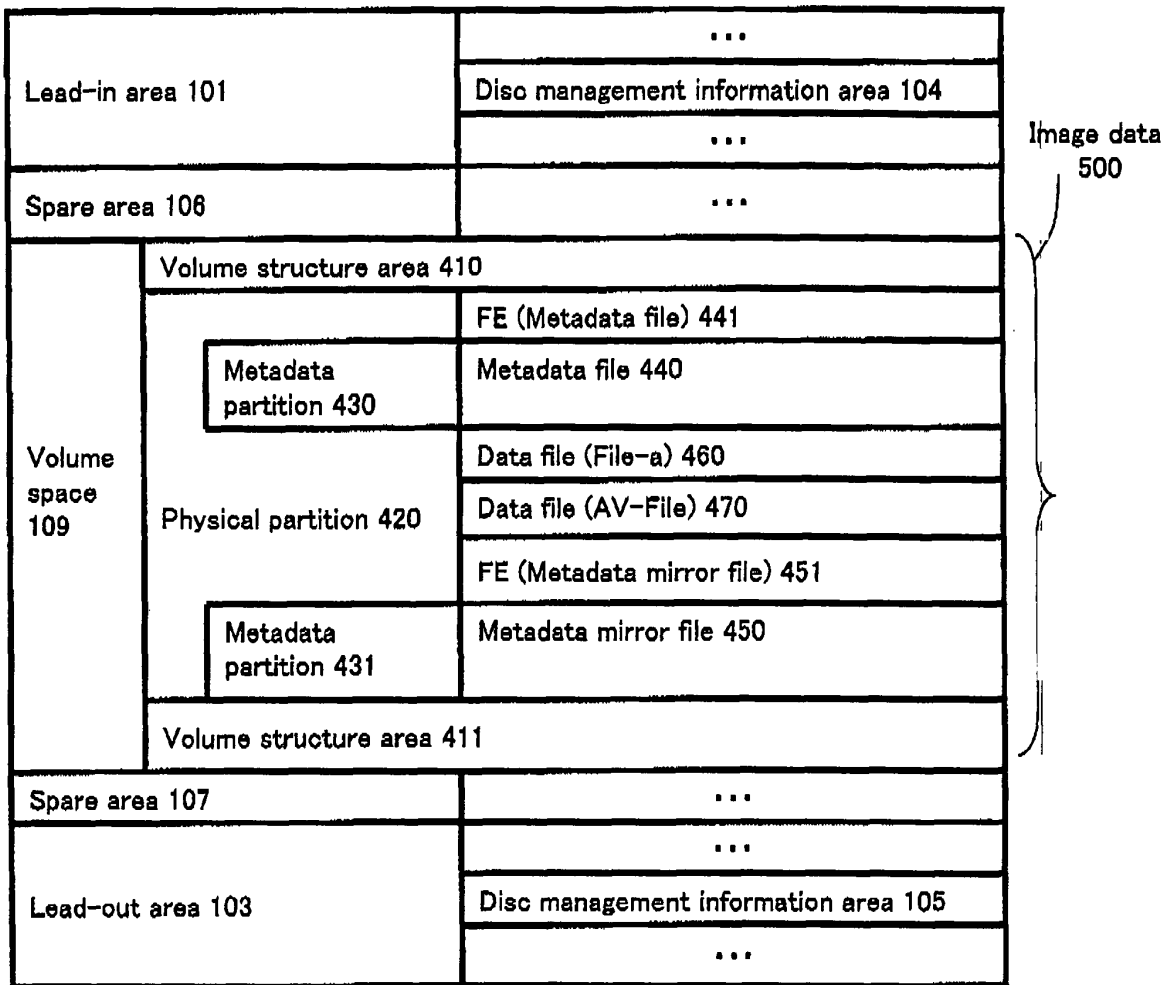 ...
Lead-in area 101
Disc management information area 104
...
Image data
500
Spare area 106
...
Volume structure area 410
FE (Metadata file) 441
Metadata
partition 430
Metadata file 440
Volume
space
109
Physical partition 420
Data file (File-a) 460
Data file (AV-File) 470
FE (Metadata mirror file) 451
Metadata
partition 431
Metadata mirror file 450
Volume structure area 411
Spare area 107
...
...
Lead-out area 103
Disc management information area 105
...